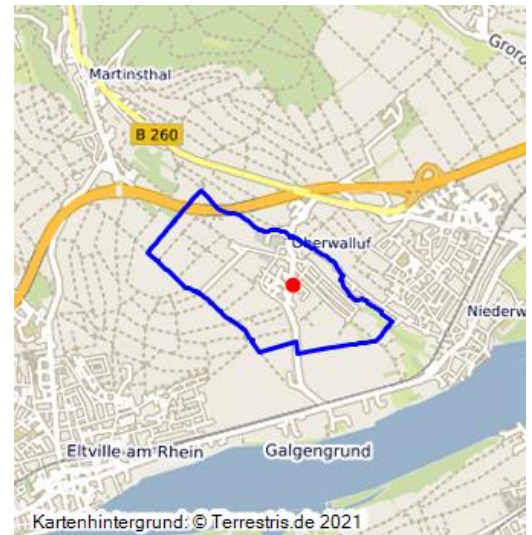 Groro
Martinsthal
B 260
Oberwalluf
Niederw
Eltville am Rhein
Galgengrund
Kartenhintergrund: © Terrestris.de 2021